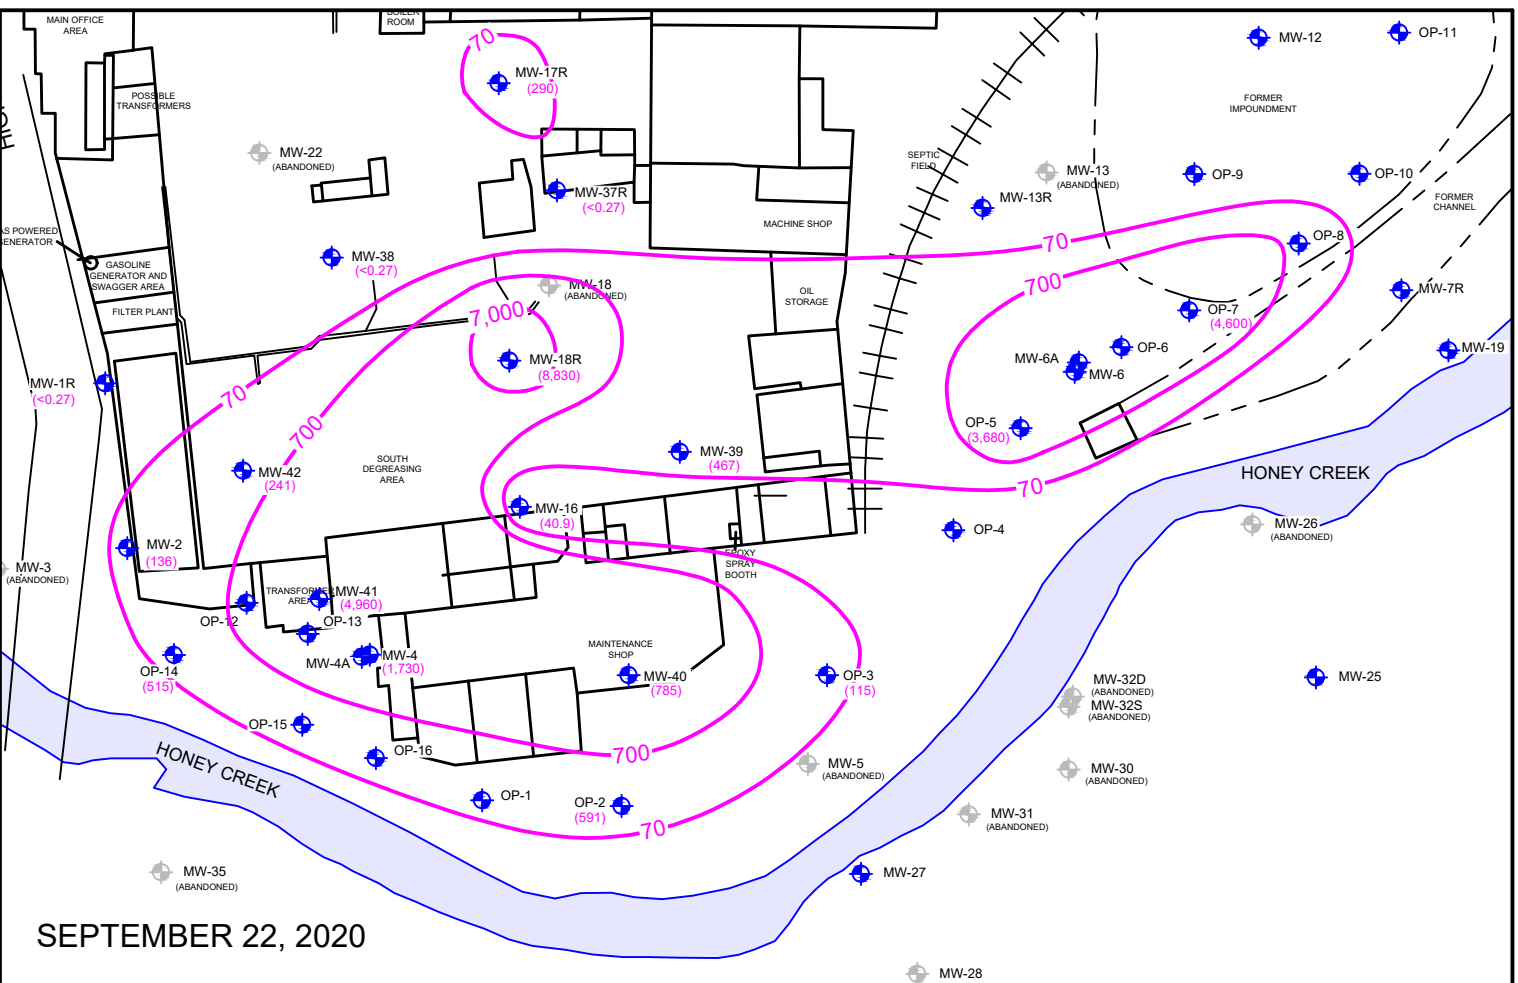 MAIN OFFICE
AREA
ROOM
70
MW-17R
(290)
MW-12
OP-11
POSSIBLE
TRANSFORMERS
FORMER
IMPOUNDMENT
MW-22
(ABANDONED)
SEPTIC
FIELD
MW-13
(ABANDONED)
OP-9
OP-10
MW-37R
(<0.27)
MW-13R
FORMER
CHANNEL
MACHINE SHOP
AS POWERED
GENERATOR
70
OP-8
MW-38
(<0.27)
GASOLINE
GENERATOR AND
SWAGGER AREA
MW-18
(ABANDONED)
OIL
STORAGE
700
MW-7R
FILTER PLANT
7,000
OP-7
(4,600)
MW-18R
(8,830)
MW-6A
OP-6
MW-6
MW-19
MW-1R
(<0.27)
70
700
OP-5
(3,680)
MW-39
(467)
SOUTH
DEGREASING
AREA
MW-42
(241)
70
HONEY CREEK
MW-16
(40.9)
OP-4
MW-26
(ABANDONED)
MW-2
(136)
MW-3
(ABANDONED)
EPOXY
SPRAY
BOOTH
TRANSFORMER
AREA
MW-41
(4,960)
OP-12
OP-13
MAINTENANCE
SHOP
MW-4A
MW-4
(1,730)
OP-14
(515)
MW-40
(785)
OP-3
(115)
MW-32D
(ABANDONED)
MW-32S
(ABANDONED)
MW-25
OP-15
OP-16
700
HONEY CREEK
MW-5
(ABANDONED)
MW-30
(ABANDONED)
OP-1
OP-2
(591)
70
MW-31
(ABANDONED)
MW-35
(ABANDONED)
MW-27
SEPTEMBER 22, 2020
MW-28